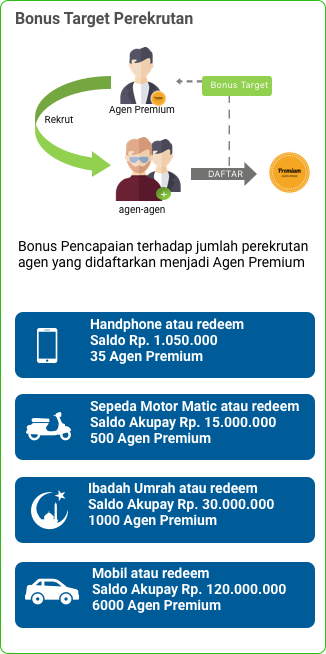 Bonus Target Perekrutan
Bonus Target
Agen Premium
Rekrut
DAFTAR
Premium
agen-agen
Bonus Pencapaian terhadap jumlah perekrutan
agen yang didaftarkan menjadi Agen Premium
Handphone atau redeem
Saldo Rp. 1.050.000
35 Agen Premium
Sepeda Motor Matic atau redeem
Saldo Akupay Rp. 15.000.000
500 Agen Premium
Ibadah Umrah atau redeem
Saldo Akupay Rp. 30.000.000
1000 Agen Premium
Mobil atau redeem
Saldo Akupay Rp. 120.000.000
6000 Agen Premium